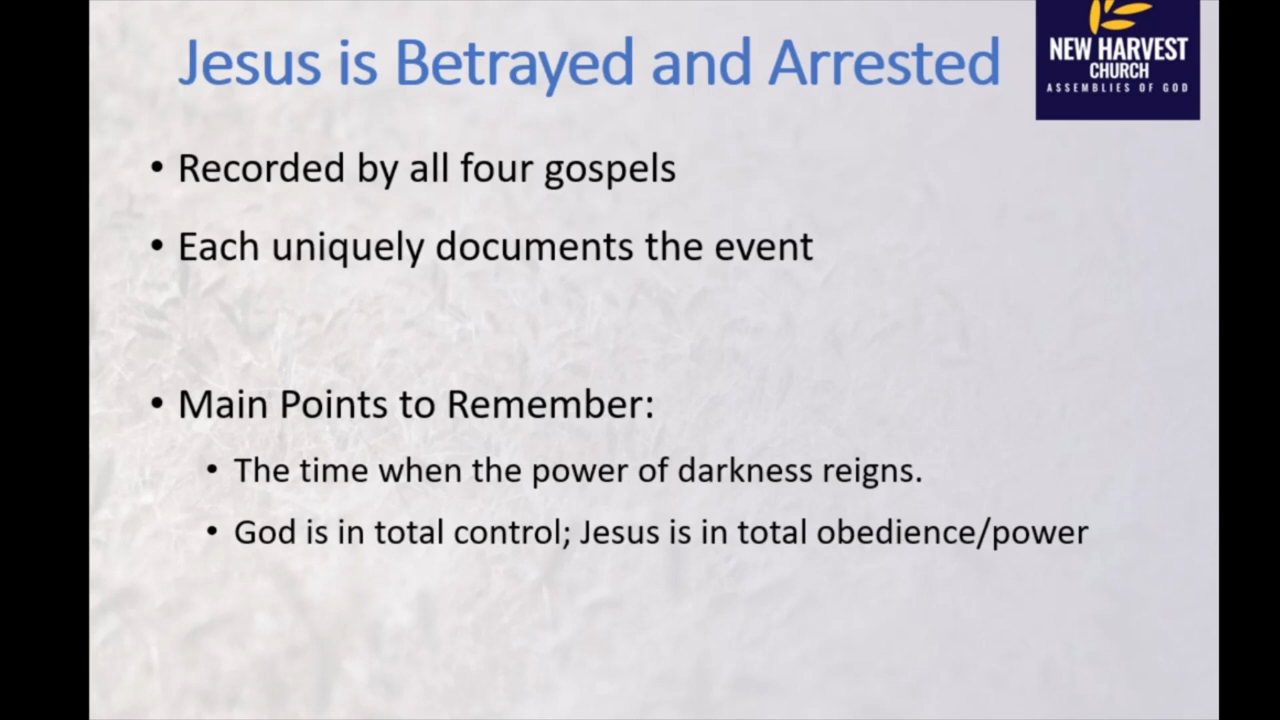 Jesus is Betrayed and Arrested
NEW HARVEST
CHURCH
ASSEMBLIES OF GOD
• Recorded by all four gospels
• Each uniquely documents the event
• Main Points to Remember:
• The time when the power of darkness reigns.
• God is in total control; Jesus is in total obedience/power